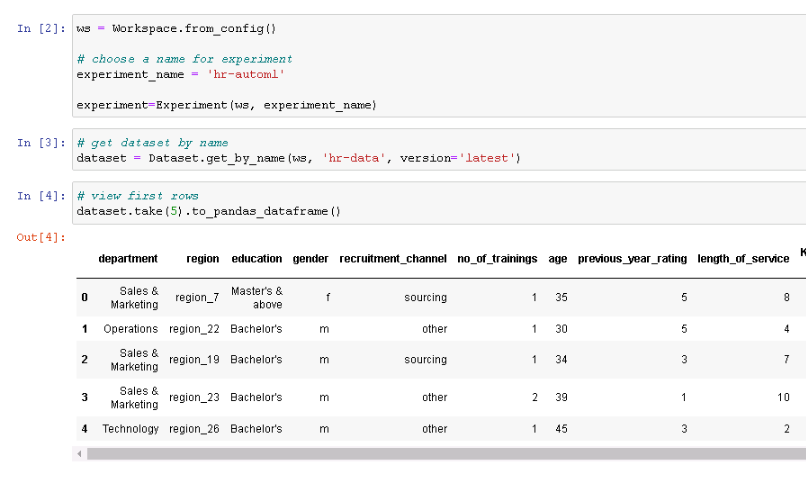 In [2]: ws = Workspace.from_config()
# choose a name for experiment
experiment_name = 'hr-automl'
experiment=Experiment(ws, experiment_name)
In [3]: # get dataset by name
dataset = Dataset.get_by_name(ws, 'hr-data', version='latest')
In [4]: # view first rows
dataset.take(5).to_pandas_dataframe()
Out[4]:
department region education gender recruitment_channel no_of_trainings age previous_year_rating length_of_service K
0 Sales & Marketing region_7 Master's & above f sourcing 1 35 5 8
1 Operations region_22 Bachelor's m other 1 30 5 4
2 Sales & Marketing region_19 Bachelor's m sourcing 1 34 3 7
3 Sales & Marketing region_23 Bachelor's m other 2 39 1 10
4 Technology region_26 Bachelor's m other 1 45 3 2